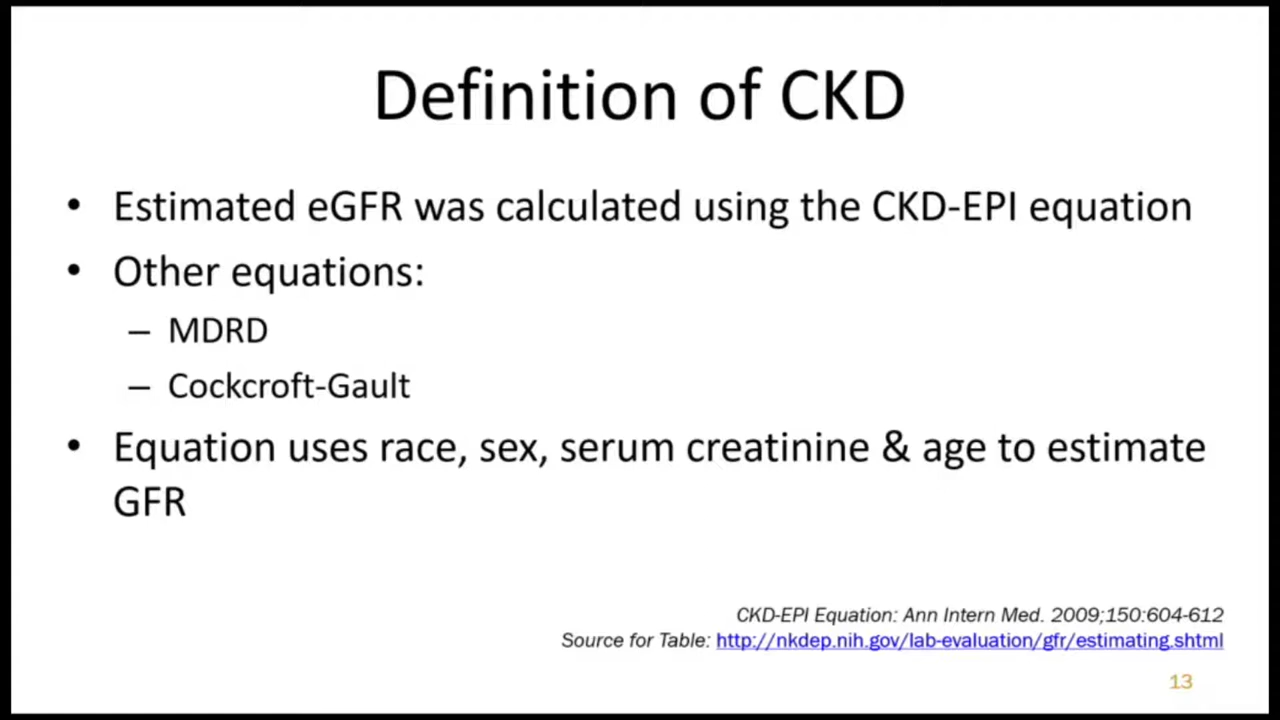 Definition of CKD
• Estimated eGFR was calculated using the CKD-EPI equation
• Other equations:
– MDRD
– Cockcroft-Gault
• Equation uses race, sex, serum creatinine & age to estimate
GFR
CKD-EPI Equation: Ann Intern Med. 2009;150:604-612
Source for Table: http://nkdep.nih.gov/lab-evaluation/gfr/estimating.shtml
13